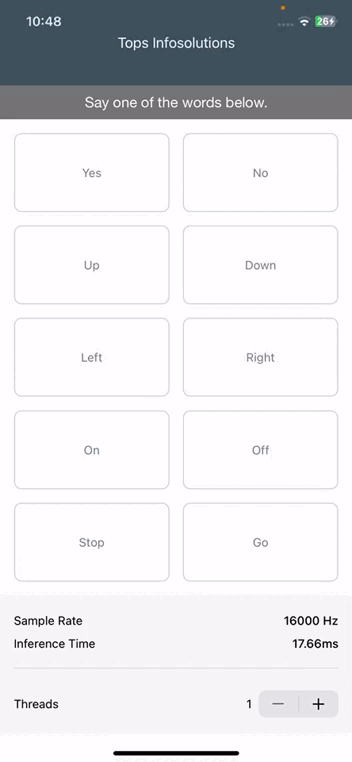 10:48
26
Tops Infosolutions
Say one of the words below.
Yes No
Up Down
Left Right
On Off
Stop Go
Sample Rate 16000 Hz
Inference Time 17.66ms
Threads 1 − +